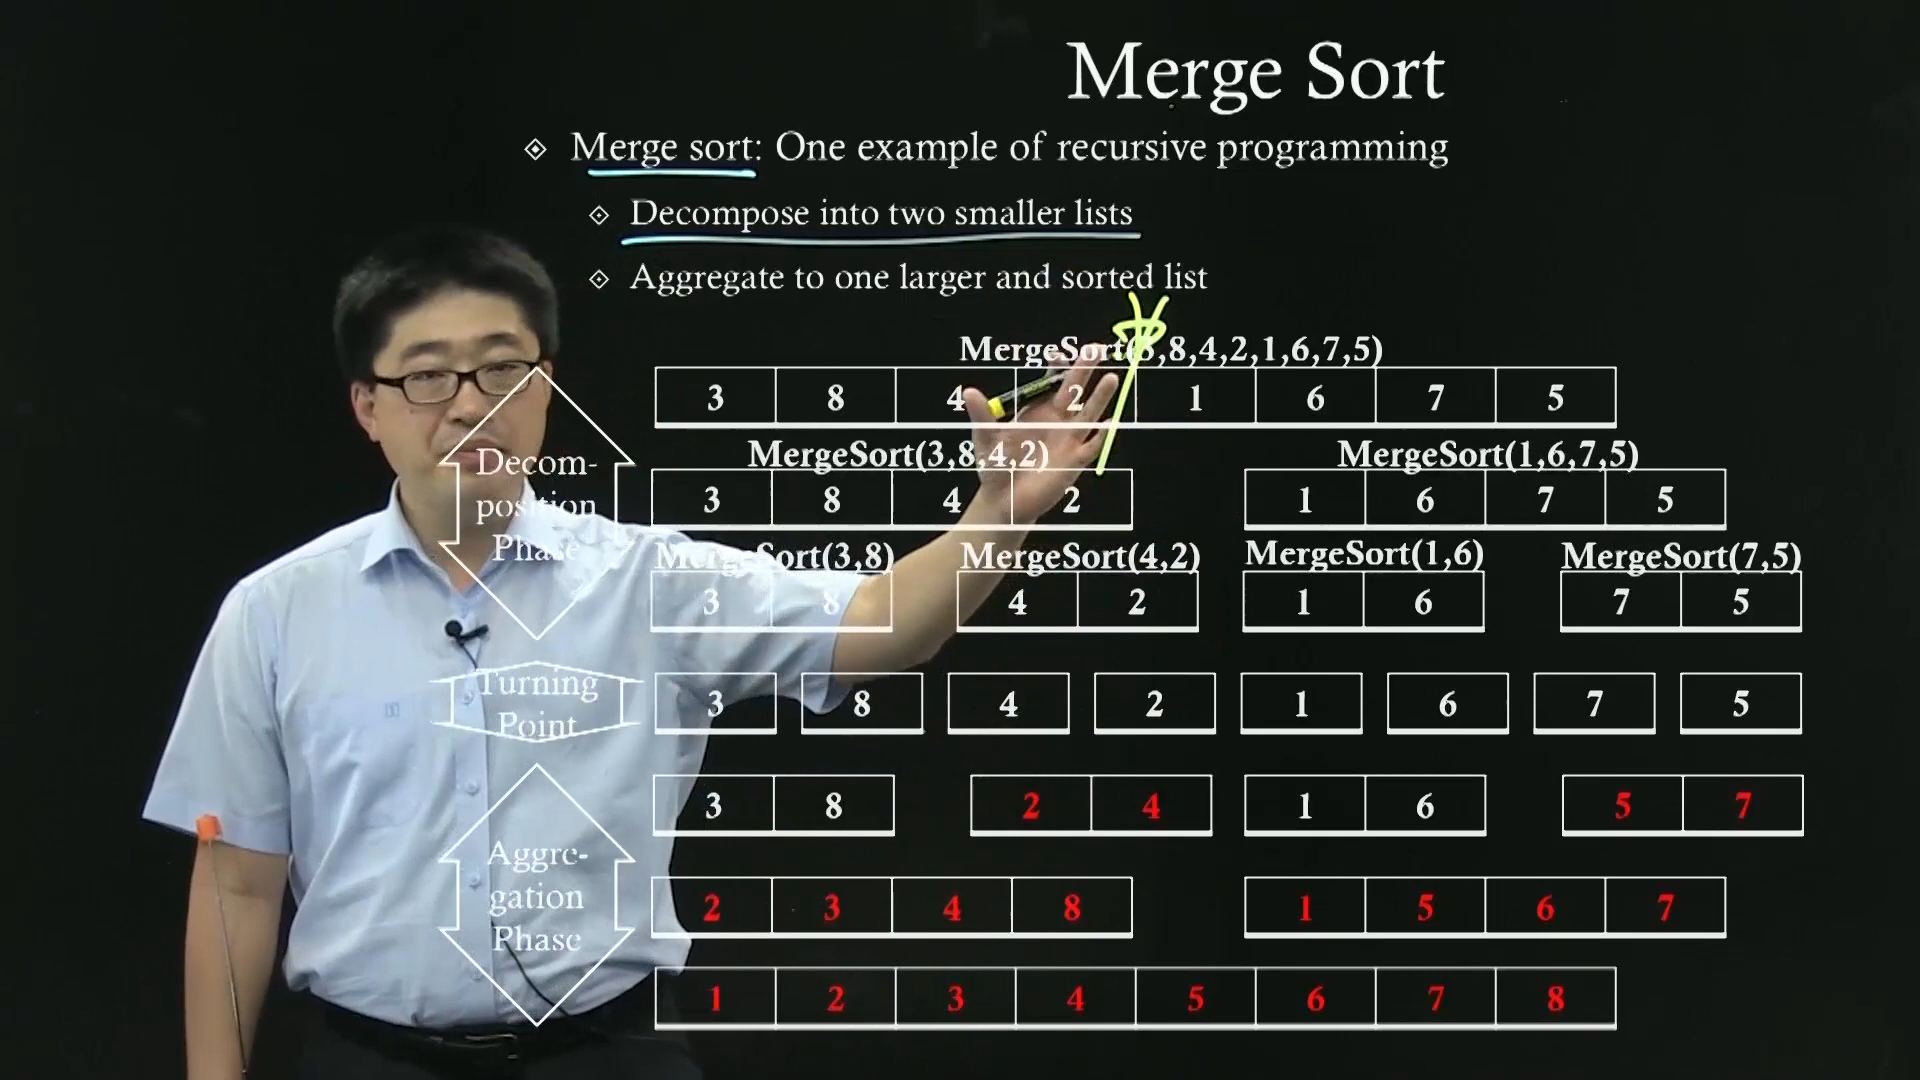 Merge Sort
Merge sort: One example of recursive programming
Decompose into two smaller lists
Aggregate to one larger and sorted list
MergeSort(3,8,4,2,1,6,7,5)
3 8 4 2 1 6 7 5
MergeSort(3,8,4,2) MergeSort(1,6,7,5)
3 8 4 2 1 6 7 5
Decom-
position
Phase
MergeSort(3,8) MergeSort(4,2) MergeSort(1,6) MergeSort(7,5)
3 8 4 2 1 6 7 5
Turning
Point
3 8 4 2 1 6 7 5
3 8 2 4 1 6 5 7
Aggre-
gation
Phase
2 3 4 8 1 5 6 7
1 2 3 4 5 6 7 8